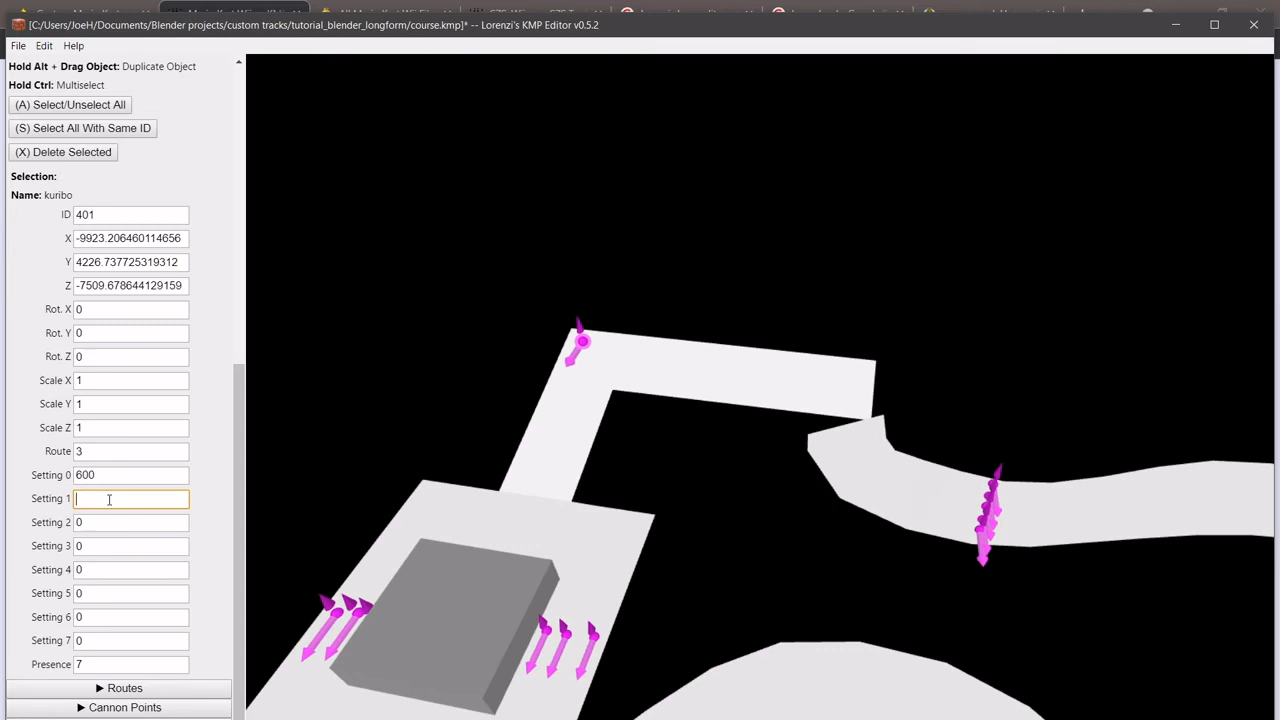 [C:/Users/JoeH/Documents/Blender projects/custom tracks/tutorial_blender_longform/course.kmp]* -- Lorenzi's KMP Editor v0.5.2
File Edit Help
Hold Alt + Drag Object: Duplicate Object
Hold Ctrl: Multiselect
(A) Select/Unselect All
(S) Select All With Same ID
(X) Delete Selected
Selection:
Name: kuribo
ID 401
X -9923.206460114656
Y 4226.737725319312
Z -7509.678644129159
Rot. X 0
Rot. Y 0
Rot. Z 0
Scale X 1
Scale Y 1
Scale Z 1
Route 3
Setting 0 600
Setting 1
Setting 2 0
Setting 3 0
Setting 4 0
Setting 5 0
Setting 6 0
Setting 7 0
Presence 7
▶ Routes
▶ Cannon Points